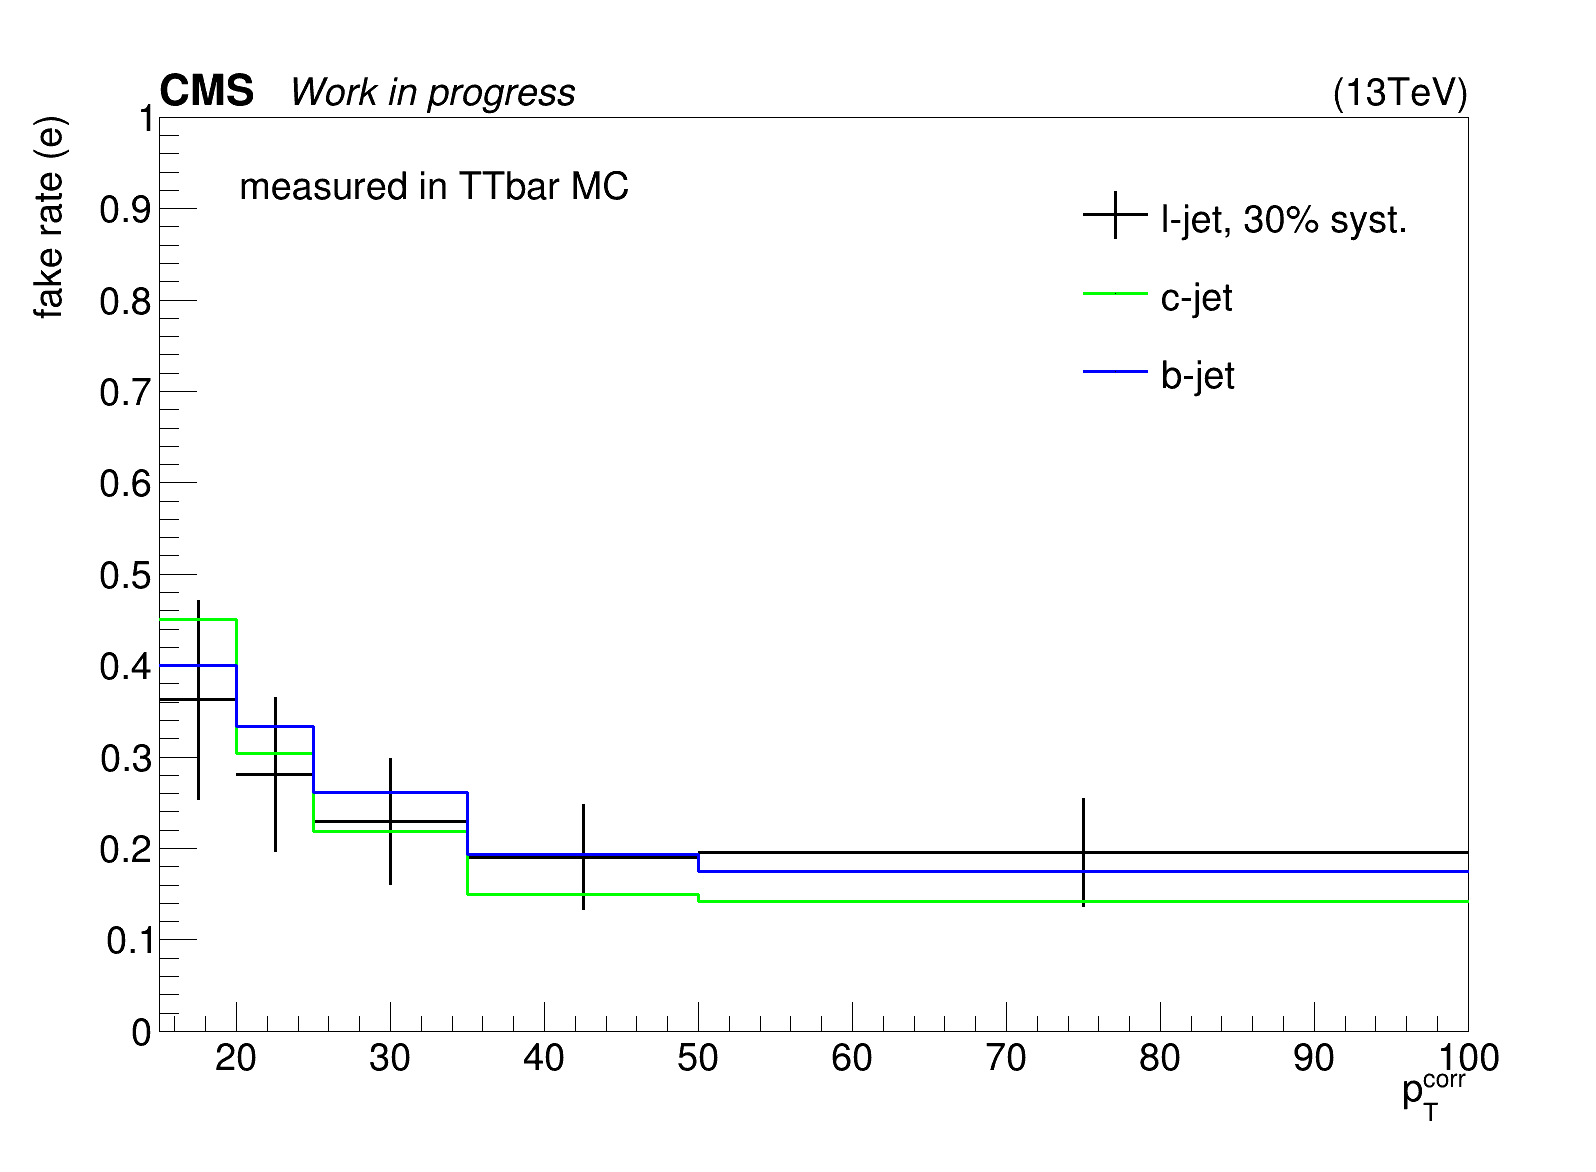 CMS Work in progress (13TeV)
fake rate (e)
measured in TTbar MC
l-jet, 30% syst.
c-jet
b-jet
1
0.9
0.8
0.7
0.6
0.5
0.4
0.3
0.2
0.1
0
20 30 40 50 60 70 80 90 100
p_T^corr